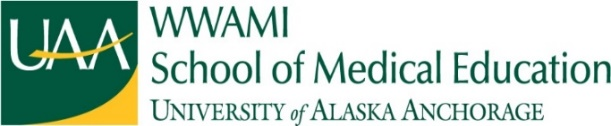 UAA
WWAMI
School of Medical Education
UNIVERSITY of ALASKA ANCHORAGE